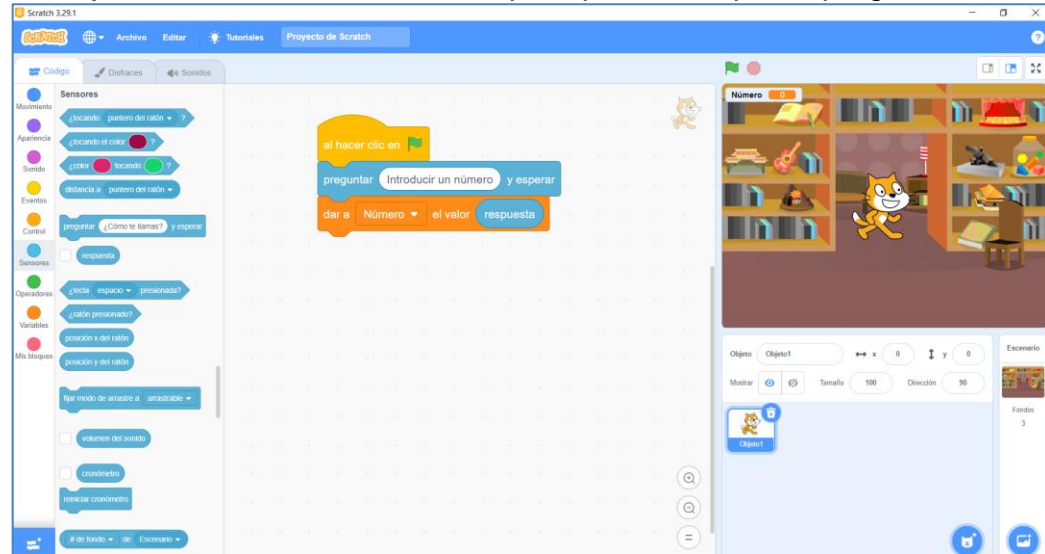 Scratch 3.29.1
SCRATCH
Archivo Editar Tutoriales Proyecto de Scratch
Código Disfraces Sonidos
Movimiento
Apariencia
Sonido
Eventos
Control
Sensores
Operadores
Variables
Mis bloques
Sensores
¿tocando puntero del ratón ?
¿tocando el color ?
¿color tocando ?
distancia a puntero del ratón
preguntar ¿Cómo te llamas? y esperar
respuesta
¿tecla espacio presionada?
¿ratón presionado?
posición x del ratón
posición y del ratón
fijar modo de arrastre a arrastrable
volumen del sonido
cronómetro
reiniciar cronómetro
# de fondo de Escenario
al hacer clic en
preguntar Introducir un número y esperar
dar a Número el valor respuesta
Número 0
Objeto Objeto1 x 0 y 0
Mostrar Tamaño 100 Dirección 90
Objeto1
Escenario
Fondos
3